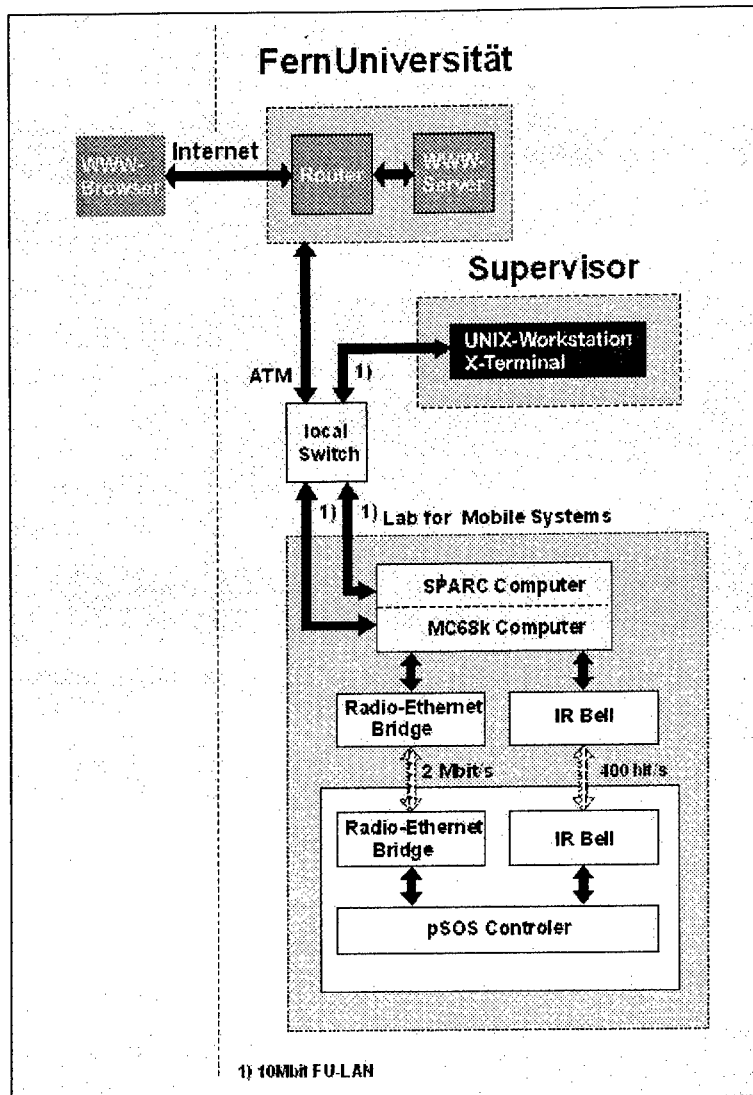 FernUniversität
WWW-
Browser
Internet
Router
WWW-
Server
Supervisor
UNIX-Workstation
X-Terminal
ATM
1)
local
Switch
1)
1)
Lab for Mobile Systems
SPARC Computer
MC68k Computer
Radio-Ethernet
Bridge
IR Bell
2 Mbit/s
400 bit/s
Radio-Ethernet
Bridge
IR Bell
pSOS Controler
1) 10Mbit FU-LAN